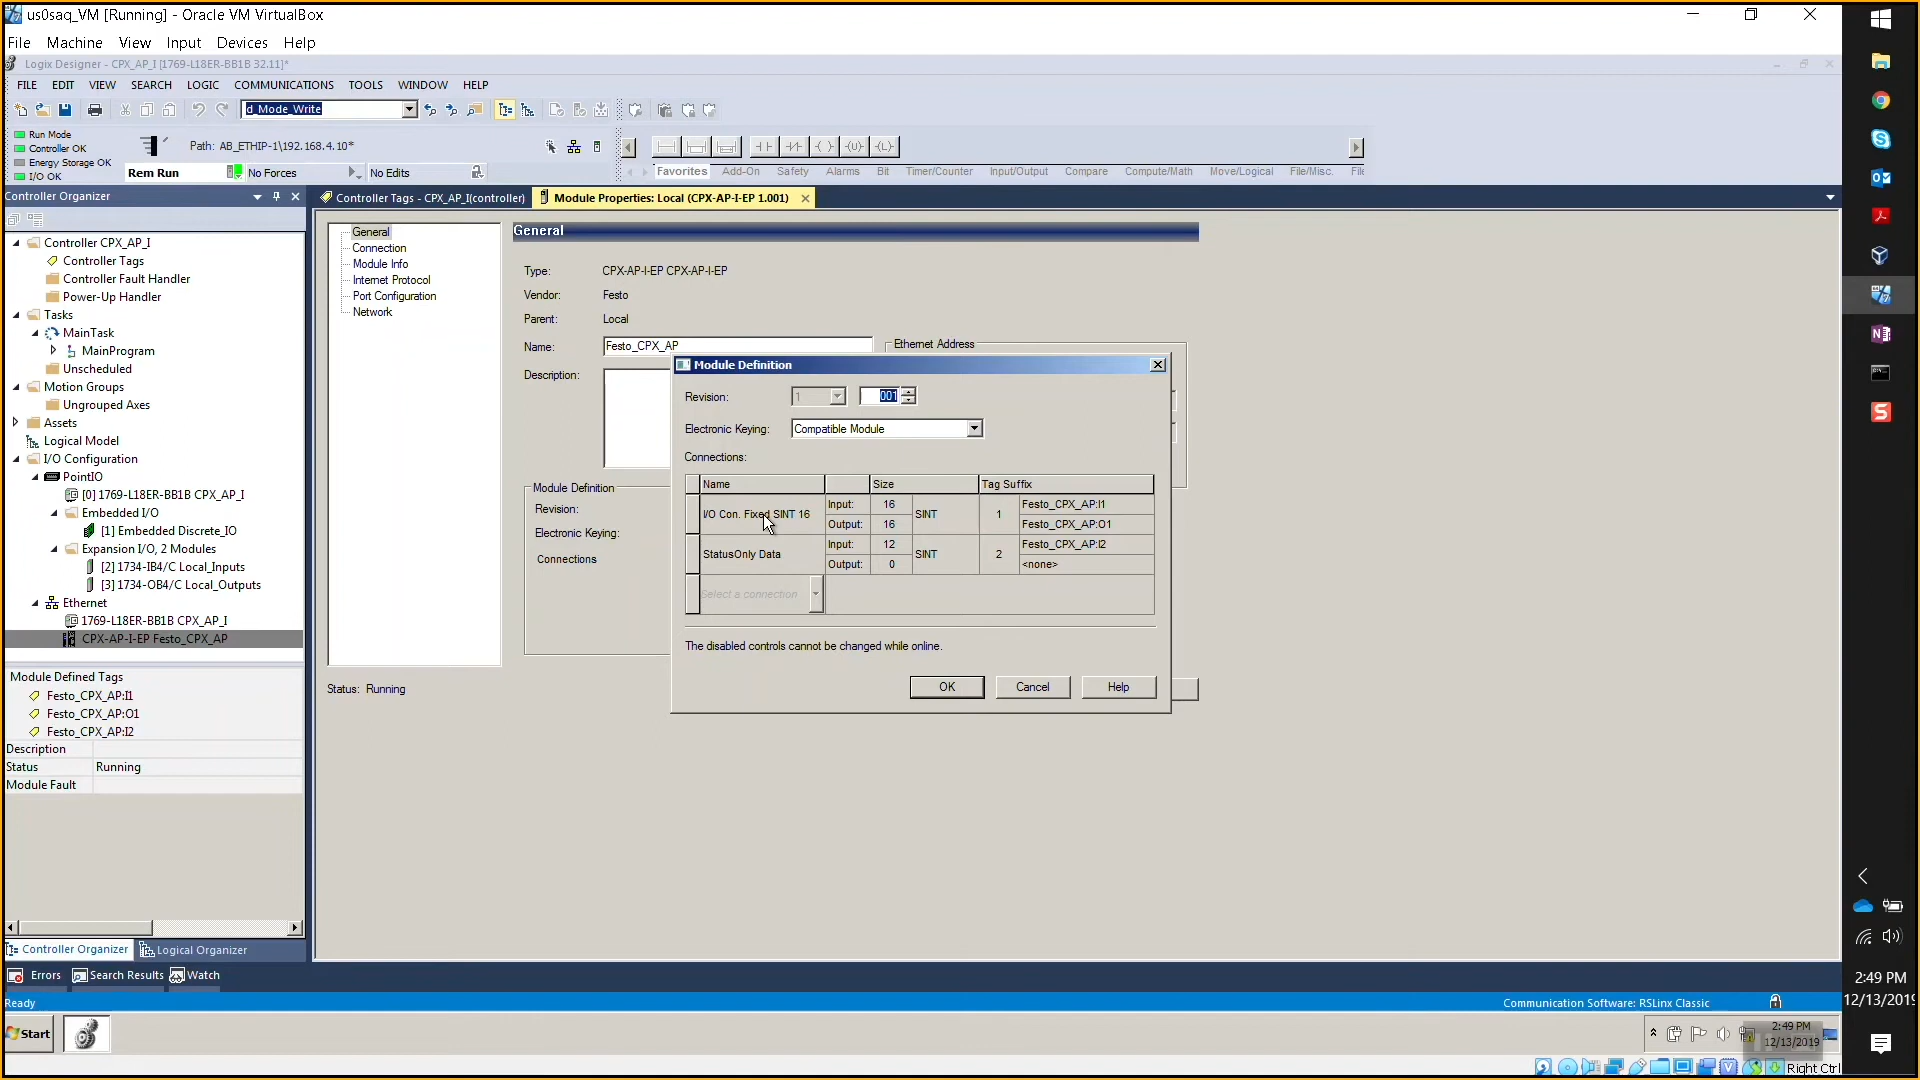 us0saq_VM [Running] - Oracle VM VirtualBox
File Machine View Input Devices Help
Logix Designer - CPX_AP_I [1769-L18ER-BB1B 32.11]*
FILE EDIT VIEW SEARCH LOGIC COMMUNICATIONS TOOLS WINDOW HELP
d_Mode_Write
Run Mode
Controller OK
Energy Storage OK
I/O OK
Path: AB_ETHIP-1\192.168.4.10*
Rem Run No Forces No Edits
Favorites Add-On Safety Alarms Bit Timer/Counter Input/Output Compare Compute/Math Move/Logical File/Misc. File
Controller Organizer
Controller Tags - CPX_AP_I(controller)
Module Properties: Local (CPX-AP-I-EP 1.001)
Controller CPX_AP_I
Controller Tags
Controller Fault Handler
Power-Up Handler
Tasks
MainTask
MainProgram
Unscheduled
Motion Groups
Ungrouped Axes
Assets
Logical Model
I/O Configuration
PointIO
[0] 1769-L18ER-BB1B CPX_AP_I
Embedded I/O
[1] Embedded Discrete_IO
Expansion I/O, 2 Modules
[2] 1734-IB4/C Local_Inputs
[3] 1734-OB4/C Local_Outputs
Ethernet
1769-L18ER-BB1B CPX_AP_I
CPX-AP-I-EP Festo_CPX_AP
Module Defined Tags
Festo_CPX_AP:I1
Festo_CPX_AP:O1
Festo_CPX_AP:I2
Description
Status Running
Module Fault
Controller Organizer Logical Organizer
General
Connection
Module Info
Internet Protocol
Port Configuration
Network
Status: Running
General
Type: CPX-AP-I-EP CPX-AP-I-EP
Vendor: Festo
Parent: Local
Name: Festo_CPX_AP
Description:
Ethernet Address
Module Definition
Revision:
Electronic Keying:
Connections
Module Definition
Revision: 1 001
Electronic Keying: Compatible Module
Connections:
Name Size Tag Suffix
I/O Con. Fixed SINT 16 Input: 16 SINT 1 Festo_CPX_AP:I1
Output: 16 Festo_CPX_AP:O1
StatusOnly Data Input: 12 SINT 2 Festo_CPX_AP:I2
Output: 0 <none>
Select a connection
The disabled controls cannot be changed while online.
OK Cancel Help
Errors Search Results Watch
Ready
Communication Software: RSLinx Classic
Start
2:49 PM
12/13/2019
Right Ctrl
2:49 PM
12/13/2019